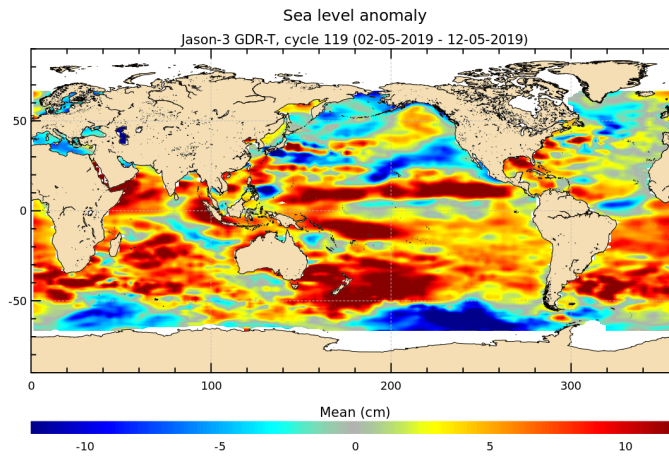 Sea level anomaly
Jason-3 GDR-T, cycle 119 (02-05-2019 - 12-05-2019)
50
0
-50
0 100 200 300
Mean (cm)
-10 -5 0 5 10